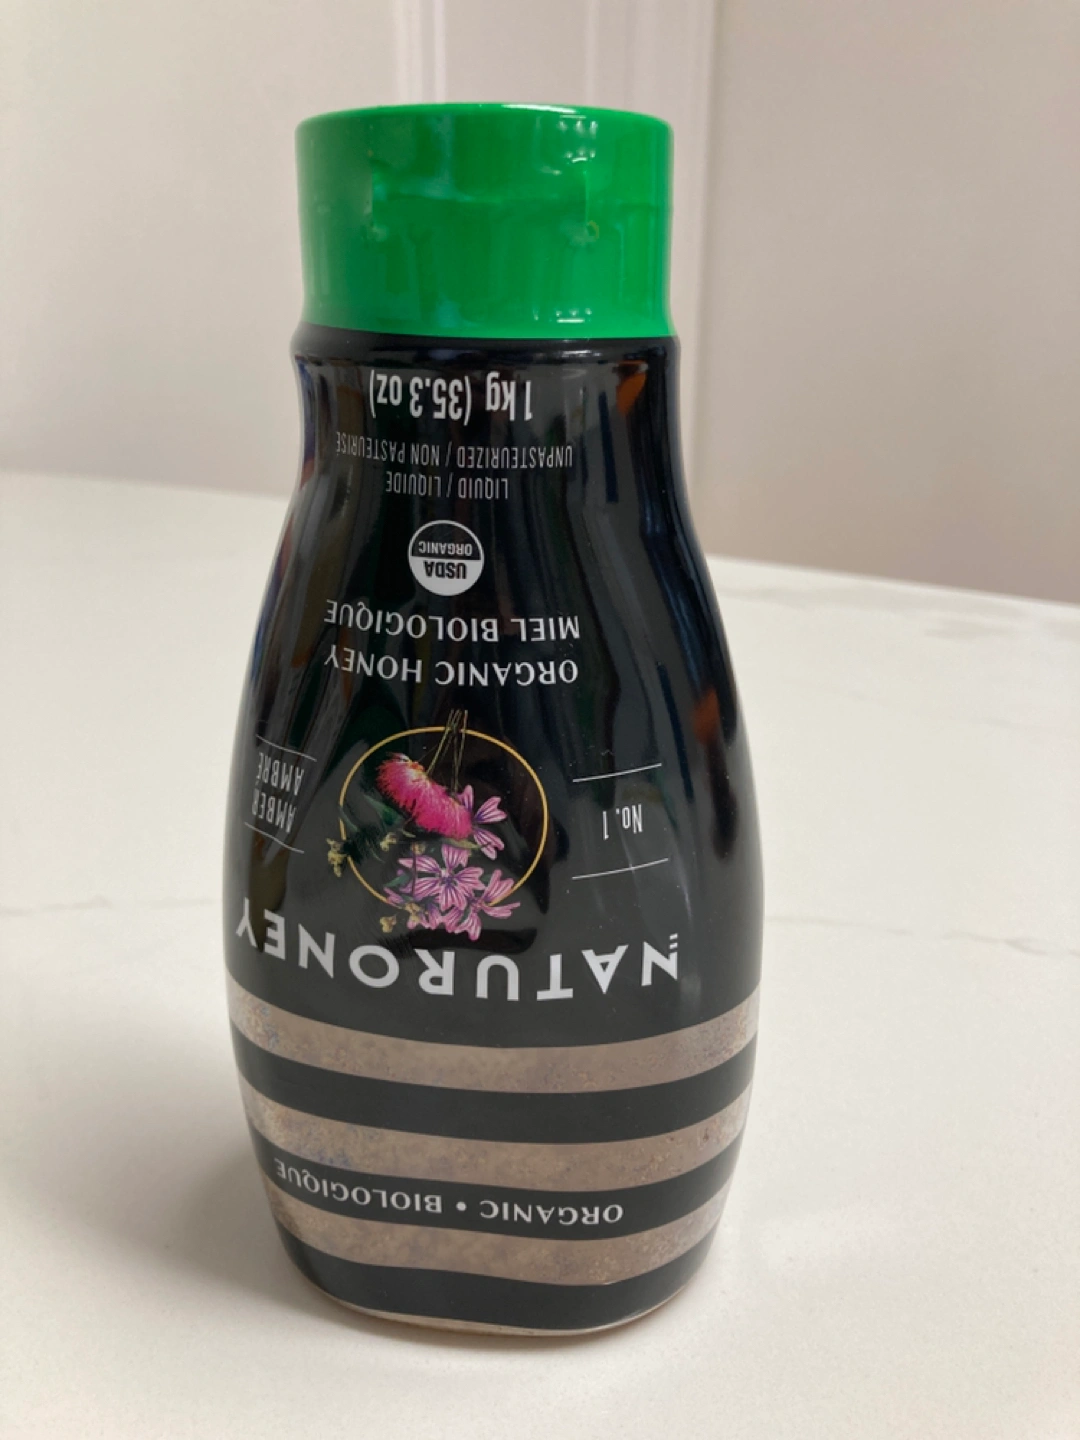 ORGANIC • BIOLOGIQUE
NATURONEY
No. 1
AMBER
AMBRÉ
ORGANIC HONEY
MIEL BIOLOGIQUE
USDA
ORGANIC
LIQUID / LIQUIDE
UNPASTEURIZED / NON PASTEURISÉ
1 kg (35.3 oz)